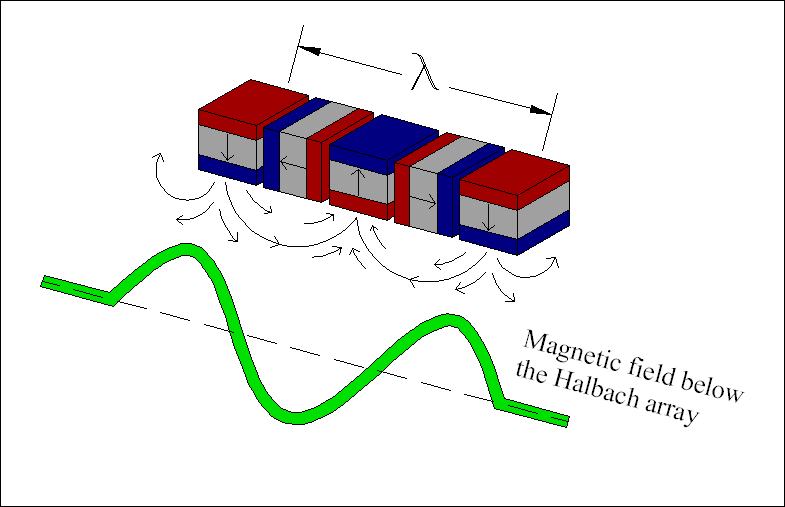 λ
Magnetic field below
the Halbach array